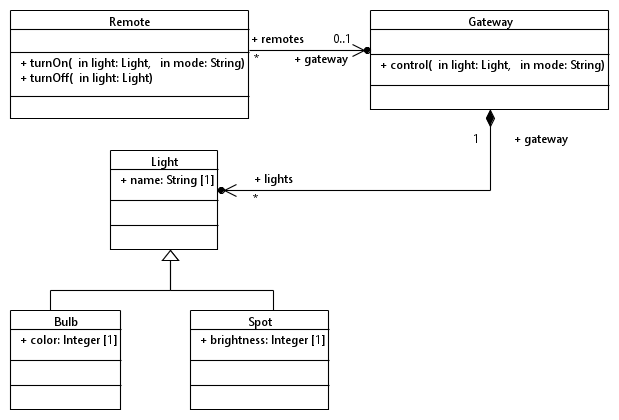 Remote
+ turnOn(  in light: Light,   in mode: String)
+ turnOff(  in light: Light)
+ remotes
*
0..1
+ gateway
Gateway
+ control(  in light: Light,   in mode: String)
1
+ gateway
Light
+ name: String [1]
+ lights
*
Bulb
+ color: Integer [1]
Spot
+ brightness: Integer [1]